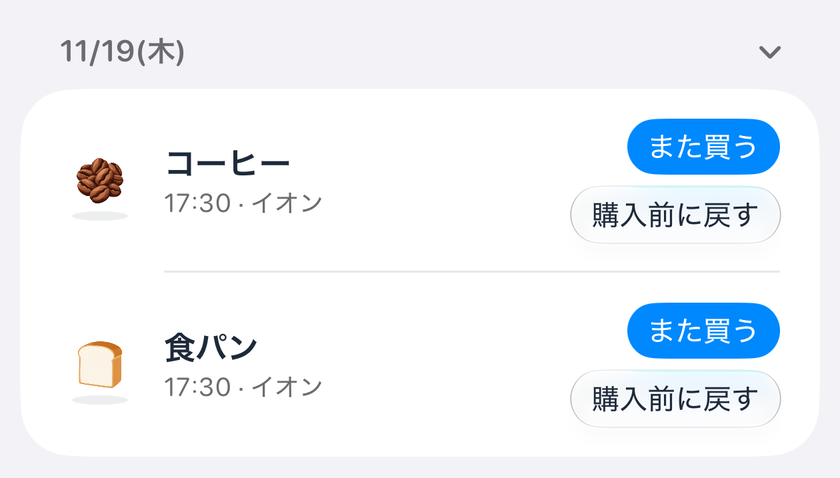 11/19(木)
コーヒー
17:30 · イオン
また買う
購入前に戻す
食パン
17:30 · イオン
また買う
購入前に戻す